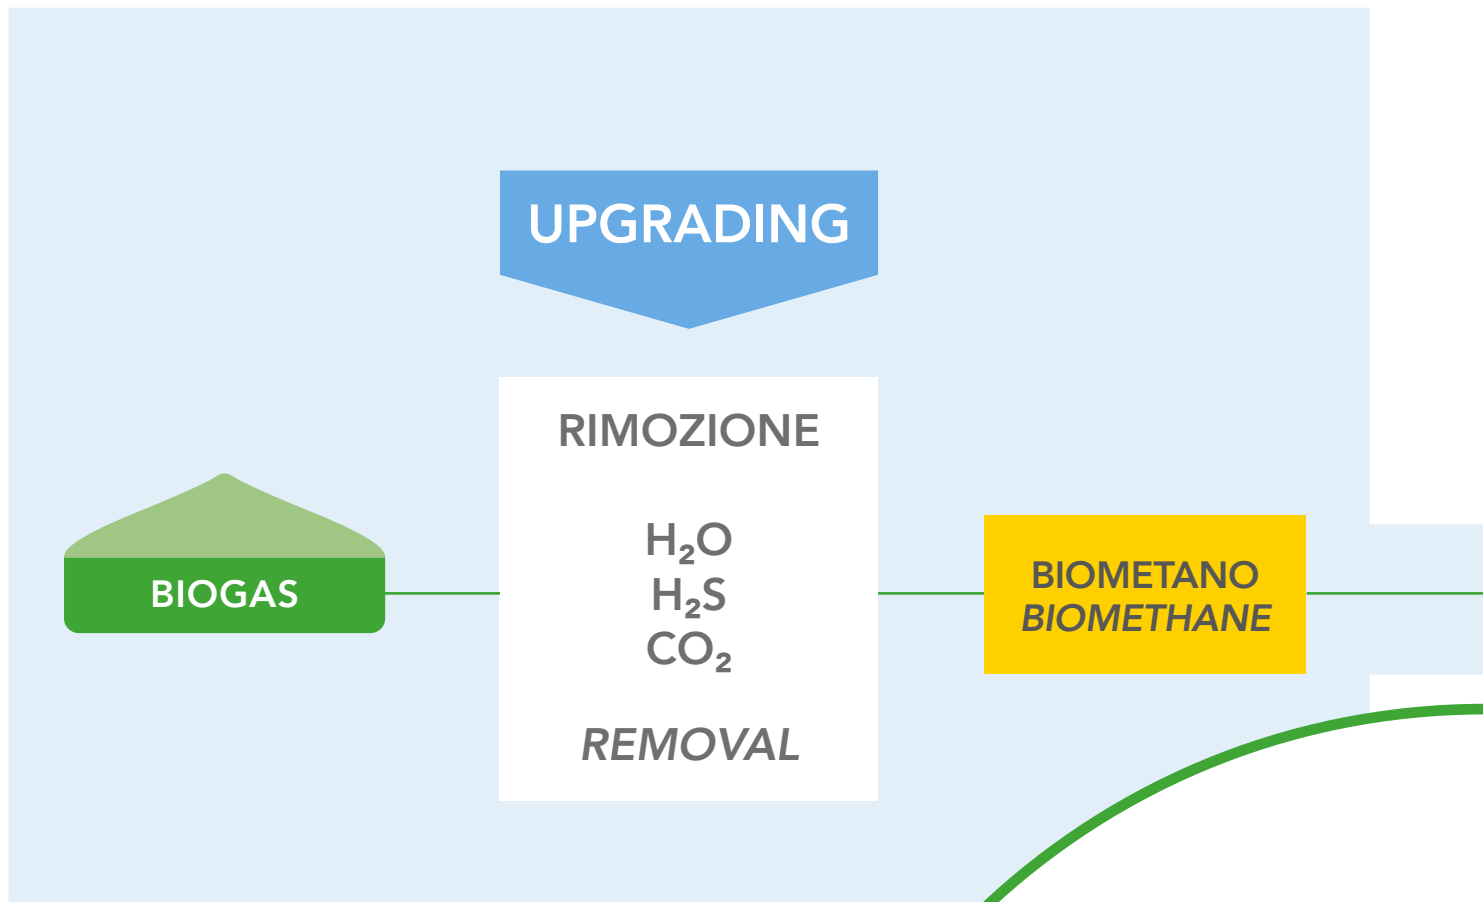 UPGRADING
RIMOZIONE
H₂O
H₂S
CO₂
REMOVAL
BIOGAS
BIOMETANO
BIOMETHANE